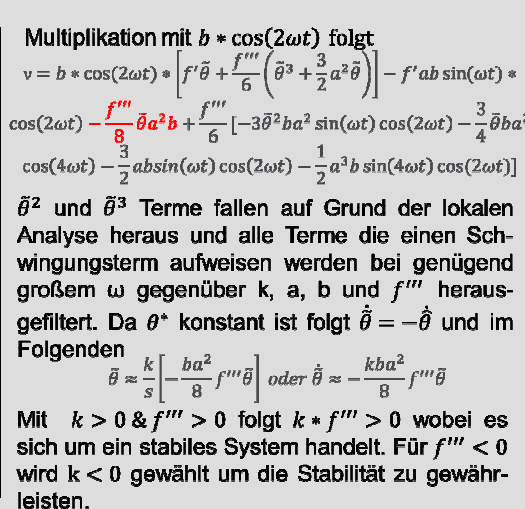 Multiplikation mit b ∗ cos(2ωt) folgt
v = b ∗ cos(2ωt) ∗ [f′θ̃ + f‴/6 (θ̃³ + 3/2 a²θ̃)] − f′ab sin(ωt) ∗
cos(2ωt) − f‴/8 θ̃a²b + f‴/6 [−3θ̃²ba² sin(ωt) cos(2ωt) − 3/4 θ̃ba²
cos(4ωt) − 3/2 absin(ωt) cos(2ωt) − 1/2 a³b sin(4ωt) cos(2ωt)]
θ̃² und θ̃³ Terme fallen auf Grund der lokalen
Analyse heraus und alle Terme die einen Sch-
wingungsterm aufweisen werden bei genügend
großem ω gegenüber k, a, b und f‴ heraus-
gefiltert. Da θ* konstant ist folgt θ̃̇ = −θ̂̇ und im
Folgenden
θ̃ ≈ k/s [−ba²/8 f‴θ̃] oder θ̃̇ ≈ −kba²/8 f‴θ̃
Mit k > 0 & f‴ > 0 folgt k ∗ f‴ > 0 wobei es
sich um ein stabiles System handelt. Für f‴ < 0
wird k < 0 gewählt um die Stabilität zu gewähr-
leisten.